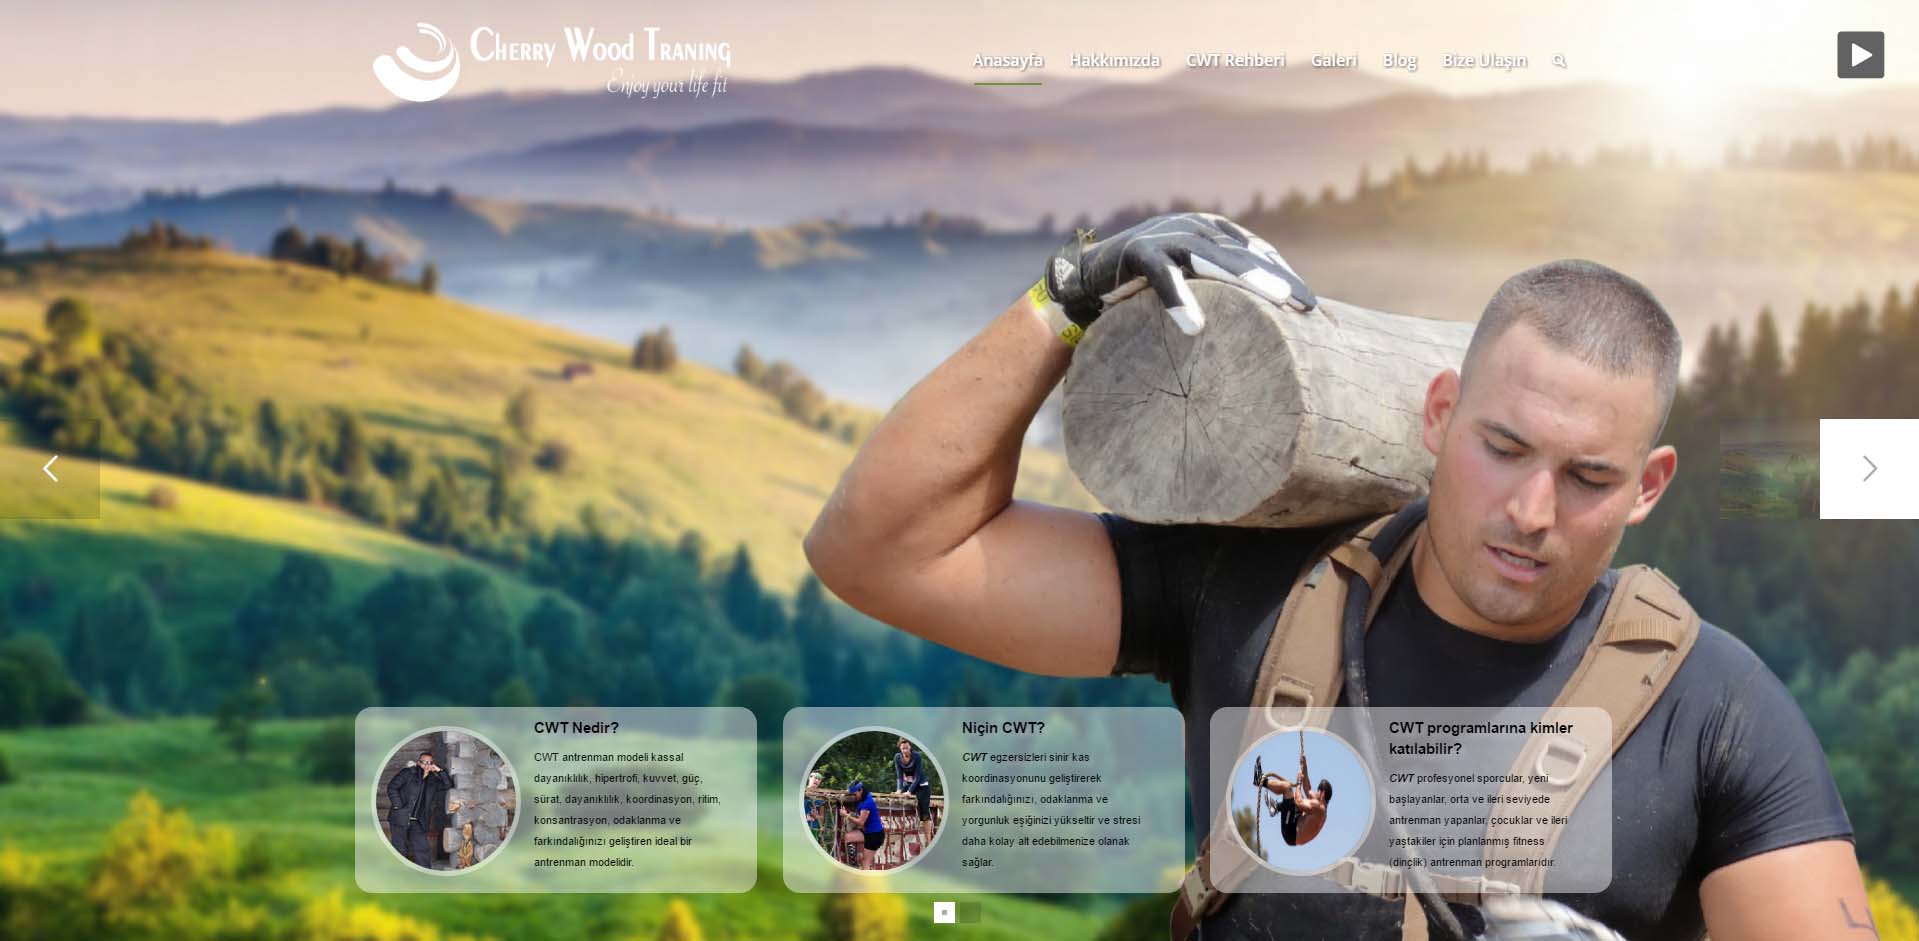 CHERRY WOOD TRANING
Enjoy your life fit
Anasayfa Hakkımızda CWT Rehberi Galeri Blog Bize Ulaşın
CWT Nedir?
CWT antrenman modeli kassal
dayanıklılık, hipertrofi, kuvvet, güç,
sürat, dayanıklılık, koordinasyon, ritim,
konsantrasyon, odaklanma ve
farkındalığınızı geliştiren ideal bir
antrenman modelidir.
Niçin CWT?
CWT egzersizleri sinir kas
koordinasyonunu geliştirerek
farkındalığınızı, odaklanma ve
yorgunluk eşiğinizi yükseltir ve stresi
daha kolay alt edebilmenize olanak
sağlar.
CWT programlarına kimler
katılabilir?
CWT profesyonel sporcular, yeni
başlayanlar, orta ve ileri seviyede
antrenman yapanlar, çocuklar ve ileri
yaştakiler için planlanmış fitness
(dinçlik) antrenman programlarıdır.